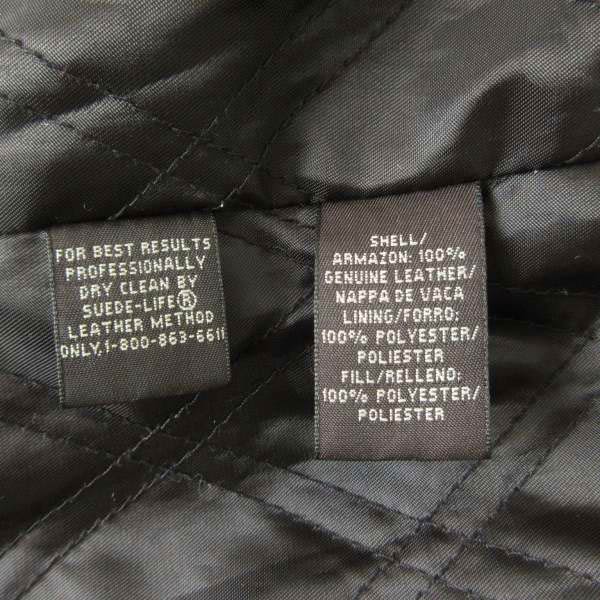 FOR BEST RESULTS
PROFESSIONALLY
DRY CLEAN BY
SUEDE-LIFE®
LEATHER METHOD
ONLY.1-800-863-6611
SHELL/
ARMAZON: 100%
GENUINE LEATHER/
NAPPA DE VACA
LINING/FORRO:
100% POLYESTER/
POLIESTER
FILL/RELLENO:
100% POLYESTER/
POLIESTER